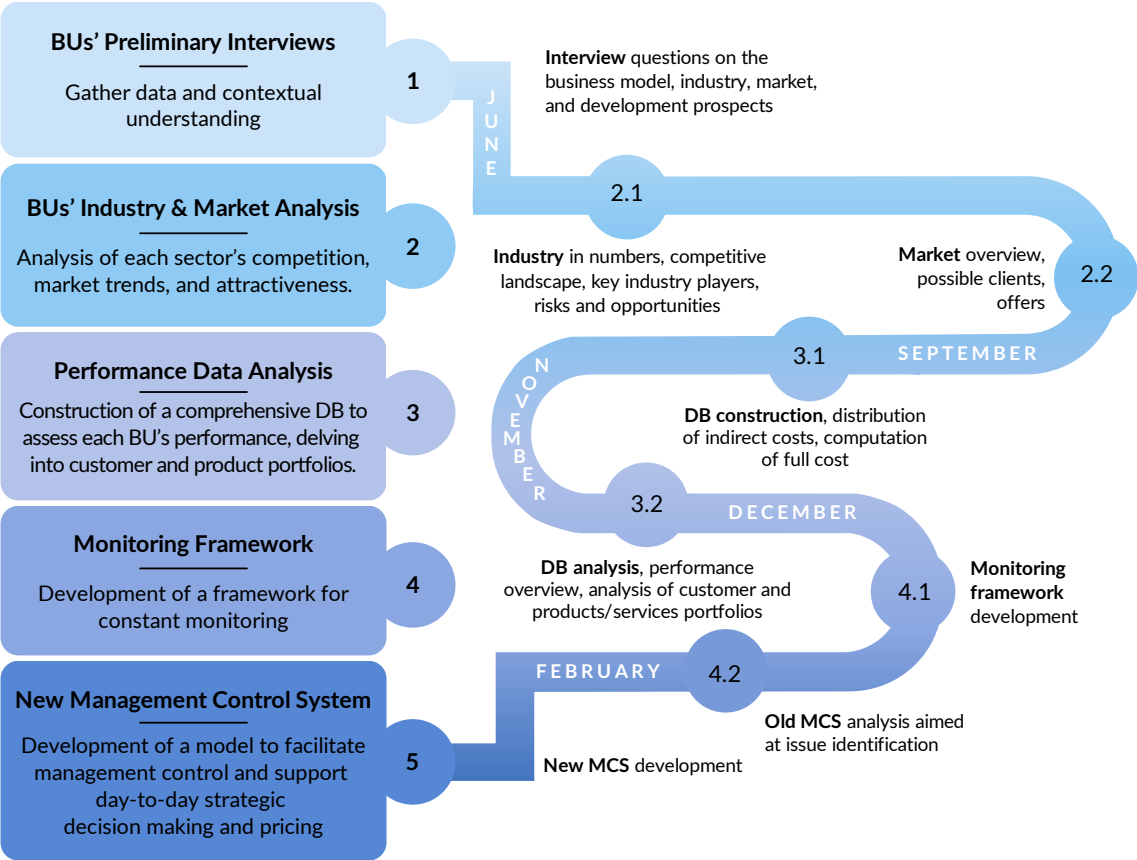 BUs’ Preliminary Interviews
Gather data and contextual
understanding
1
JUNE
Interview questions on the
business model, industry, market,
and development prospects
BUs’ Industry & Market Analysis
Analysis of each sector’s competition,
market trends, and attractiveness.
2
2.1
Industry in numbers, competitive
landscape, key industry players,
risks and opportunities
Market overview,
possible clients,
offers
2.2
Performance Data Analysis
Construction of a comprehensive DB to
assess each BU’s performance, delving
into customer and product portfolios.
3
SEPTEMBER
3.1
DB construction, distribution
of indirect costs, computation
of full cost
NOVEMBER
3.2
DECEMBER
DB analysis, performance
overview, analysis of customer and
products/services portfolios
Monitoring Framework
Development of a framework for
constant monitoring
4
4.1
Monitoring
framework
development
FEBRUARY
4.2
Old MCS analysis aimed
at issue identification
New Management Control System
Development of a model to facilitate
management control and support
day-to-day strategic
decision making and pricing
5
New MCS development